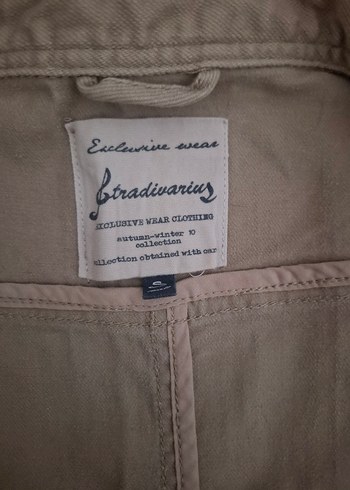 Exclusive wear
Stradivarius
EXCLUSIVE WEAR CLOTHING
autumn-winter 10
collection
collection obtained with car
S